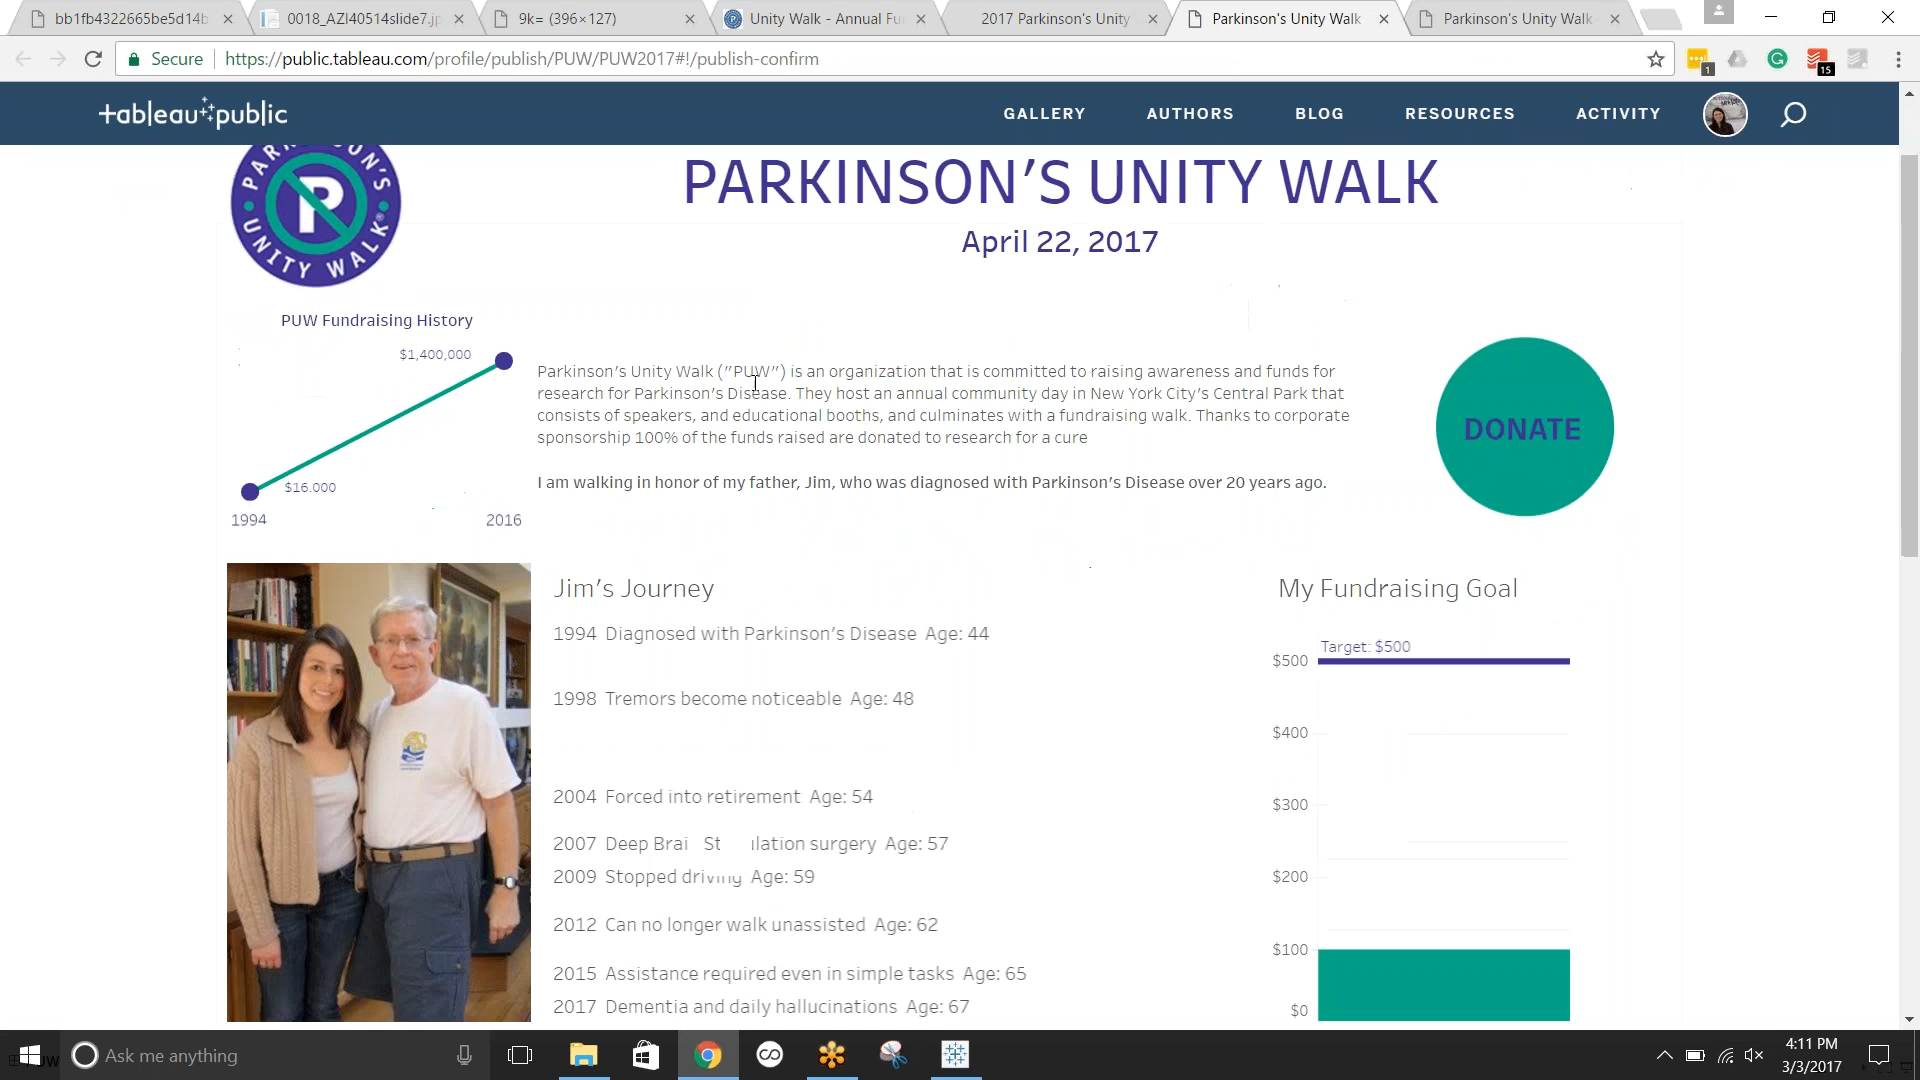 bb1fb4322665be5d14b
0018_AZI40514slide7.jp
9k= (396×127)
Unity Walk - Annual Fu
2017 Parkinson's Unity
Parkinson's Unity Walk
Parkinson's Unity Walk
Secure https://public.tableau.com/profile/publish/PUW/PUW2017#!/publish-confirm
1
15
+ableau public
GALLERY AUTHORS BLOG RESOURCES ACTIVITY
PARKINSON'S UNITY WALK®
P
PARKINSON'S UNITY WALK
April 22, 2017
PUW Fundraising History
$1,400,000
$16.000
1994 2016
Parkinson's Unity Walk ("PUW") is an organization that is committed to raising awareness and funds for
research for Parkinson's Disease. They host an annual community day in New York City's Central Park that
consists of speakers, and educational booths, and culminates with a fundraising walk. Thanks to corporate
sponsorship 100% of the funds raised are donated to research for a cure
I am walking in honor of my father, Jim, who was diagnosed with Parkinson's Disease over 20 years ago.
DONATE
Jim's Journey
1994 Diagnosed with Parkinson's Disease Age: 44
1998 Tremors become noticeable Age: 48
2004 Forced into retirement Age: 54
2007 Deep Brai St ulation surgery Age: 57
2009 Stopped driving Age: 59
2012 Can no longer walk unassisted Age: 62
2015 Assistance required even in simple tasks Age: 65
2017 Dementia and daily hallucinations Age: 67
My Fundraising Goal
Target: $500
$500
$400
$300
$200
$100
$0
Ask me anything
4:11 PM
3/3/2017